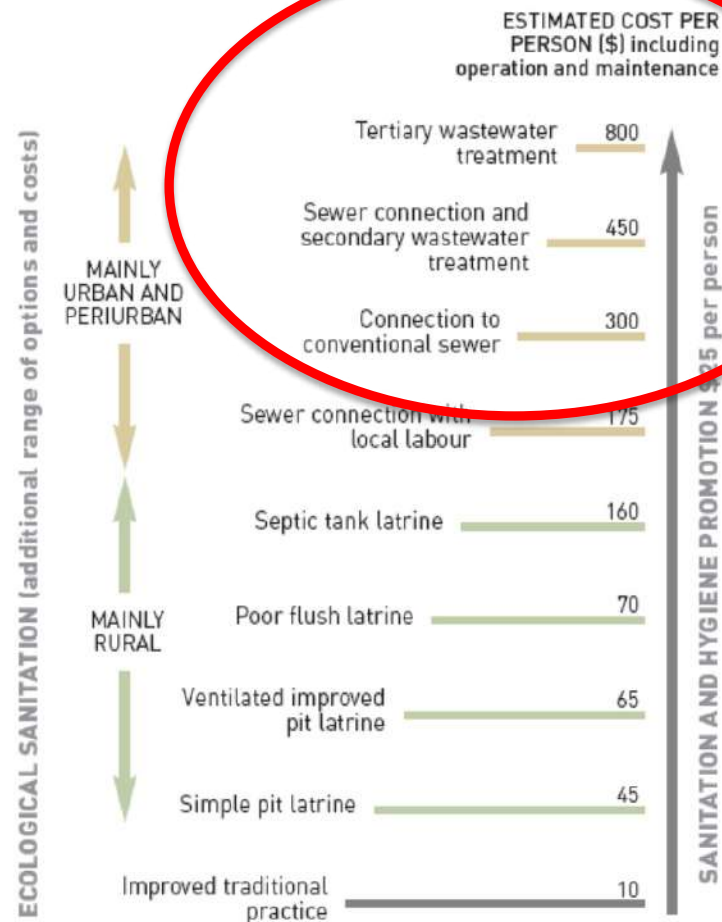 ESTIMATED COST PER
PERSON ($) including
operation and maintenance
ECOLOGICAL SANITATION (additional range of options and costs)
MAINLY
URBAN AND
PERIURBAN
MAINLY
RURAL
Tertiary wastewater
treatment
800
Sewer connection and
secondary wastewater
treatment
450
Connection to
conventional sewer
300
Sewer connection with
local labour
175
Septic tank latrine
160
Poor flush latrine
70
Ventilated improved
pit latrine
65
Simple pit latrine
45
Improved traditional
practice
10
SANITATION AND HYGIENE PROMOTION $25 per person